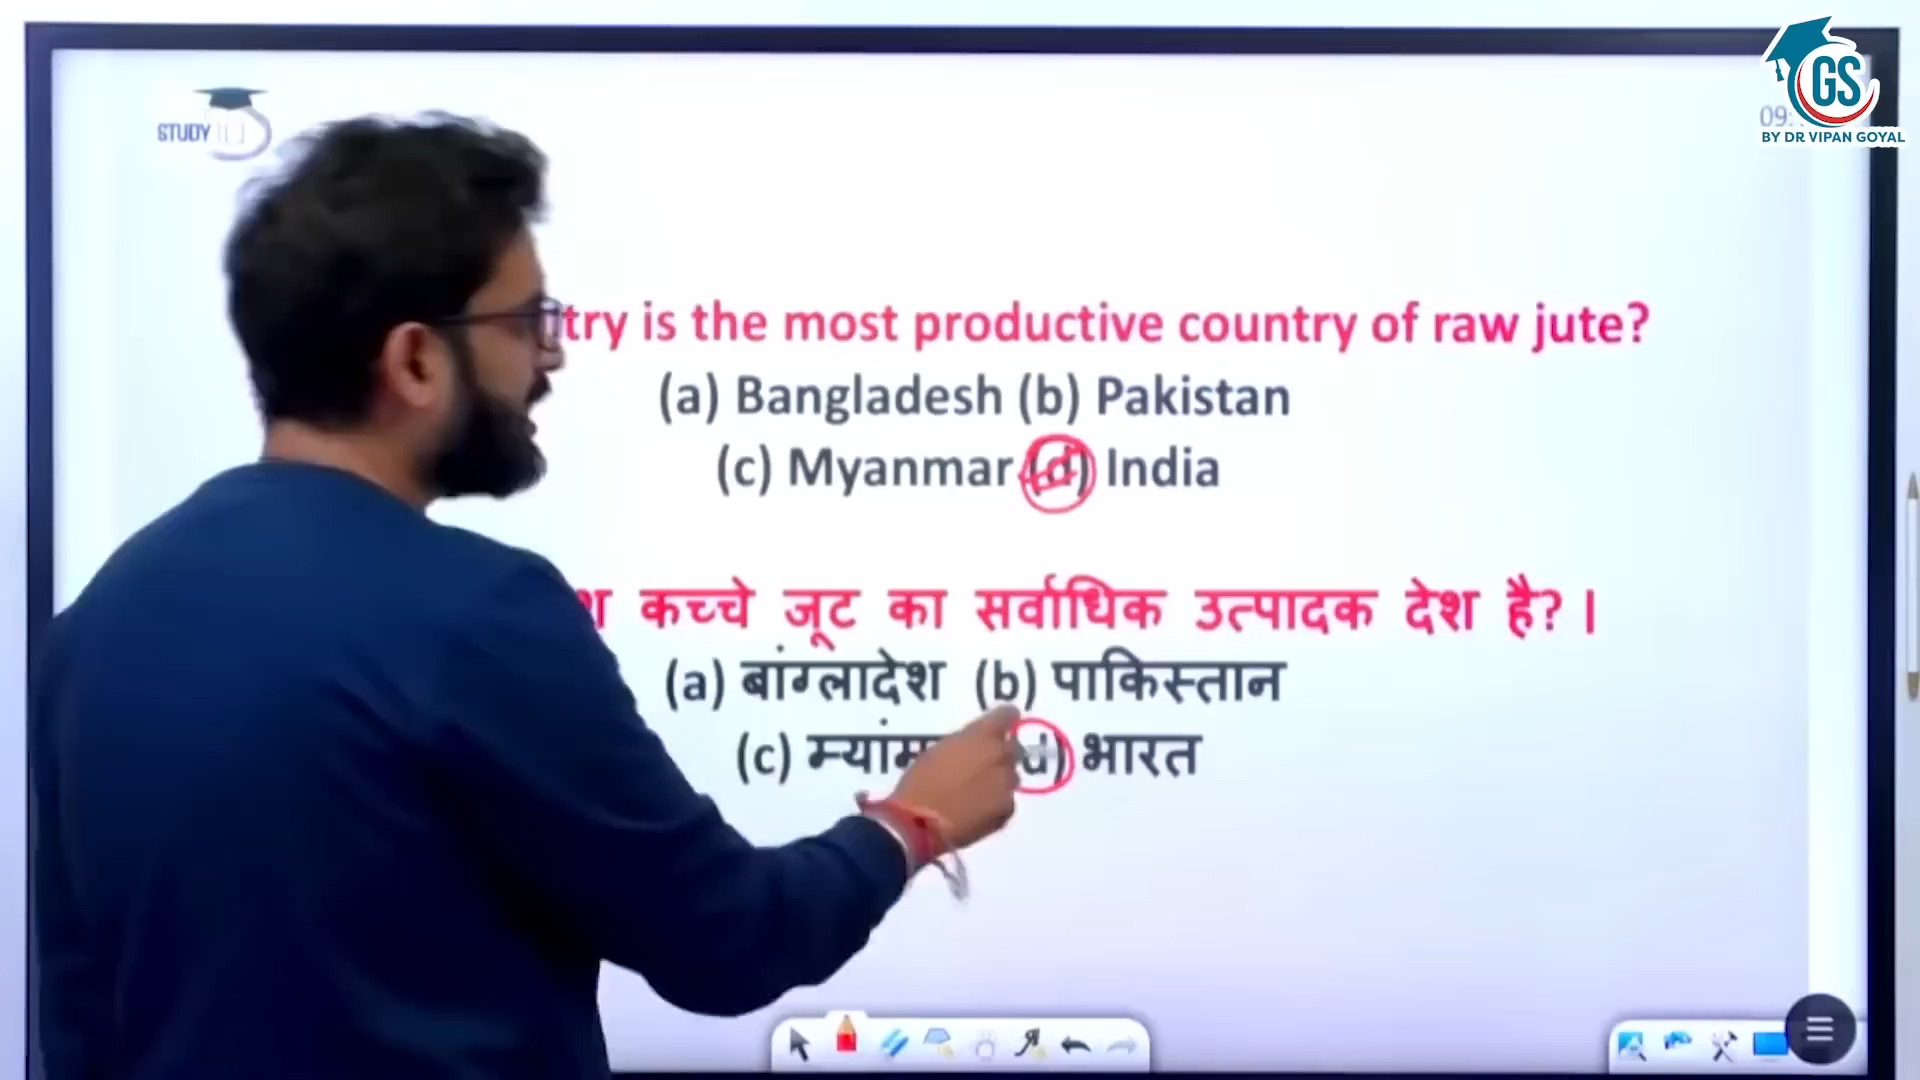 STUDY
GS
09:
BY DR VIPAN GOYAL
try is the most productive country of raw jute?
(a) Bangladesh (b) Pakistan
(c) Myanmar (d) India
कच्चे जूट का सर्वाधिक उत्पादक देश है? ।
(a) बांग्लादेश (b) पाकिस्तान
(c) म्यांम d) भारत